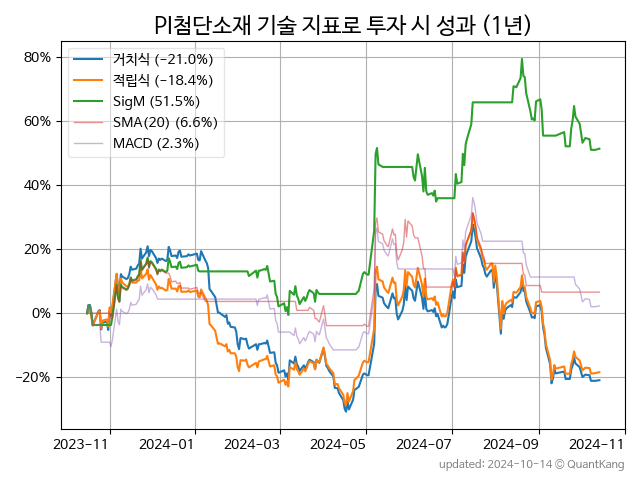 PI첨단소재 기술 지표로 투자 시 성과 (1년)
거치식 (−21.0%)
적립식 (−18.4%)
SigM (51.5%)
SMA(20) (6.6%)
MACD (2.3%)
80%
60%
40%
20%
0%
−20%
2023-11
2024-01
2024-03
2024-05
2024-07
2024-09
2024-11
updated: 2024-10-14 © QuantKang